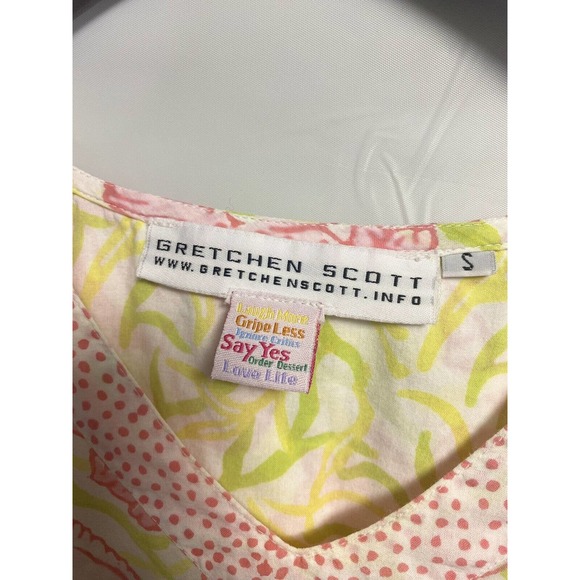 GRETCHEN SCOTT
WWW.GRETCHENSCOTT.INFO
S
Laugh More
Gripe Less
Ignore Critics
Say Yes
Order Dessert
Love Life